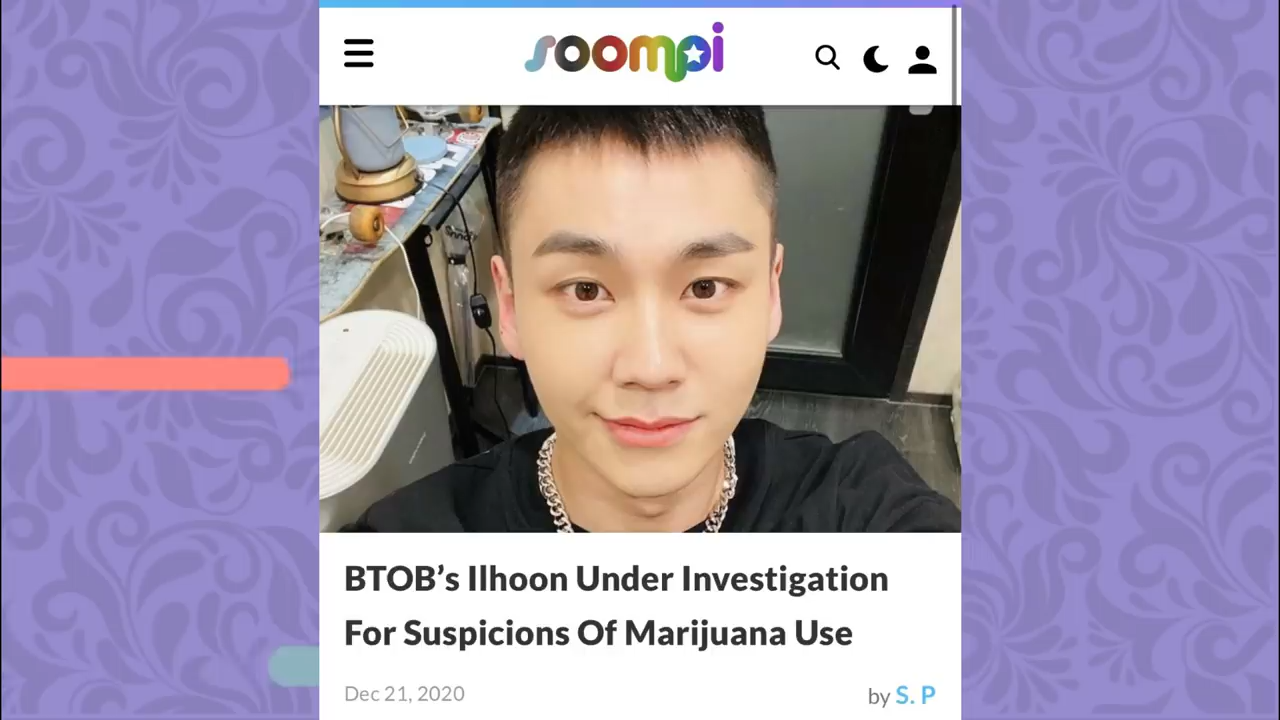 soompi
BTOB’s Ilhoon Under Investigation
For Suspicions Of Marijuana Use
Dec 21, 2020
by S. P